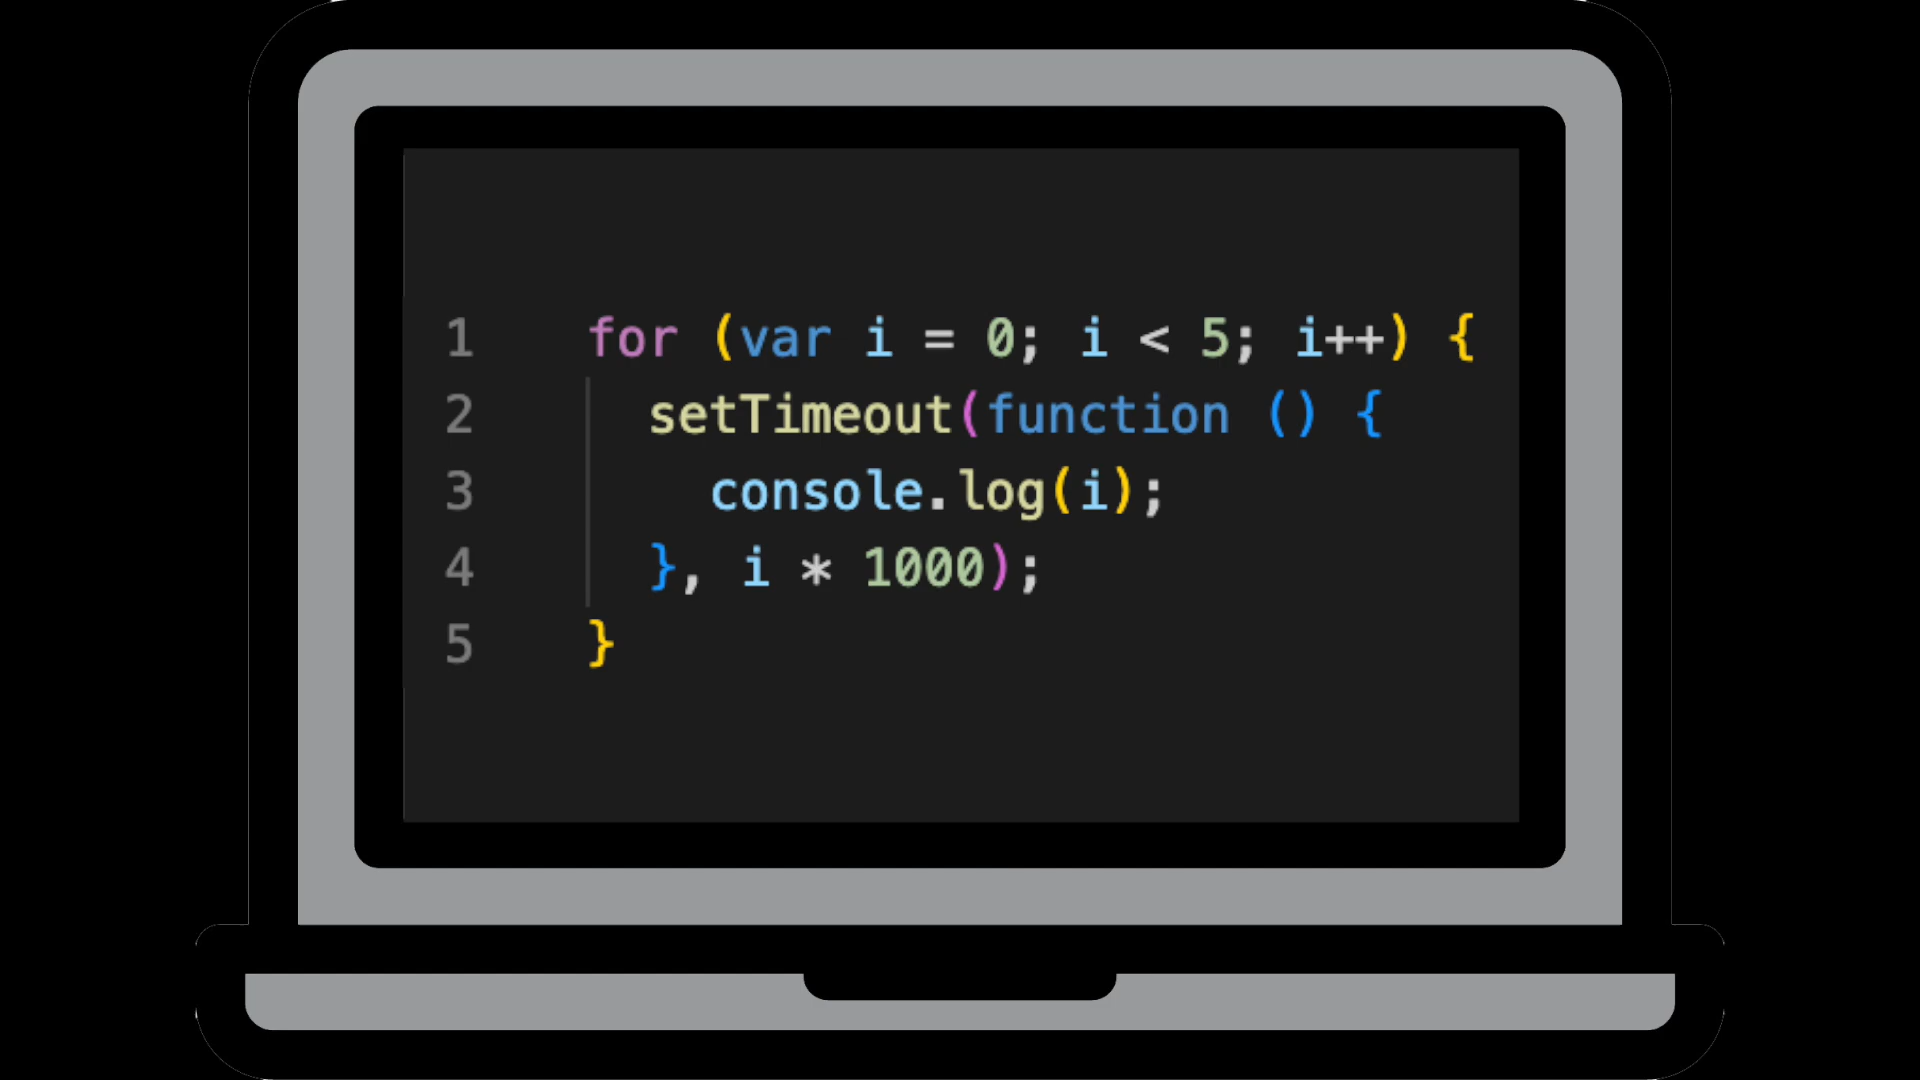 1 for (var i = 0; i < 5; i++) {
2 setTimeout(function () {
3 console.log(i);
4 }, i * 1000);
5 }